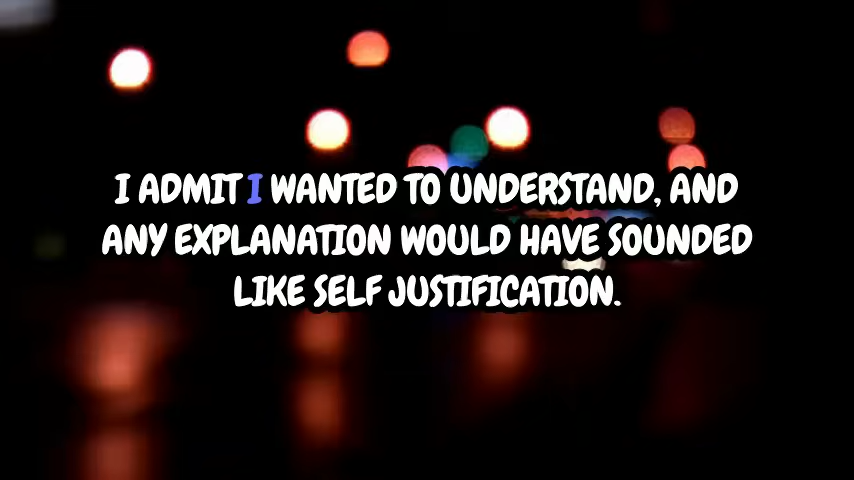 I ADMIT I WANTED TO UNDERSTAND, AND
ANY EXPLANATION WOULD HAVE SOUNDED
LIKE SELF JUSTIFICATION.